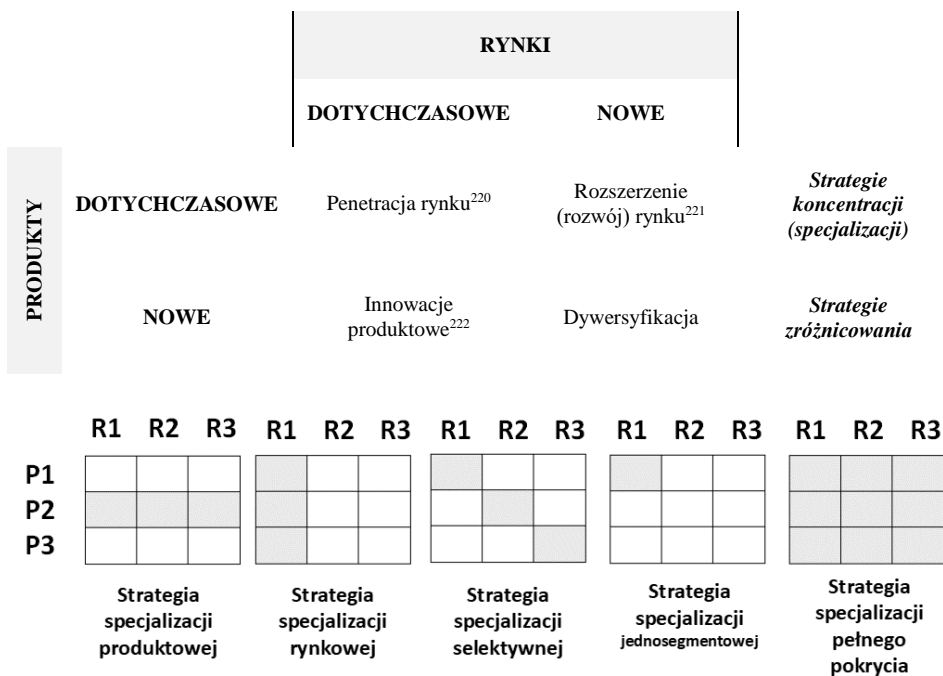 RYNKI
DOTYCHCZASOWE NOWE
PRODUKTY
DOTYCHCZASOWE
Penetracja rynku220
Rozszerzenie
(rozwój) rynku221
Strategie
koncentracji
(specjalizacji)
NOWE
Innowacje
produktowe222
Dywersyfikacja
Strategie
zróżnicowania
R1 R2 R3 R1 R2 R3 R1 R2 R3 R1 R2 R3 R1 R2 R3
P1
P2
P3
Strategia
specjalizacji
produktowej
Strategia
specjalizacji
rynkowej
Strategia
specjalizacji
selektywnej
Strategia
specjalizacji
jednosegmentowej
Strategia
specjalizacji
pełnego
pokrycia